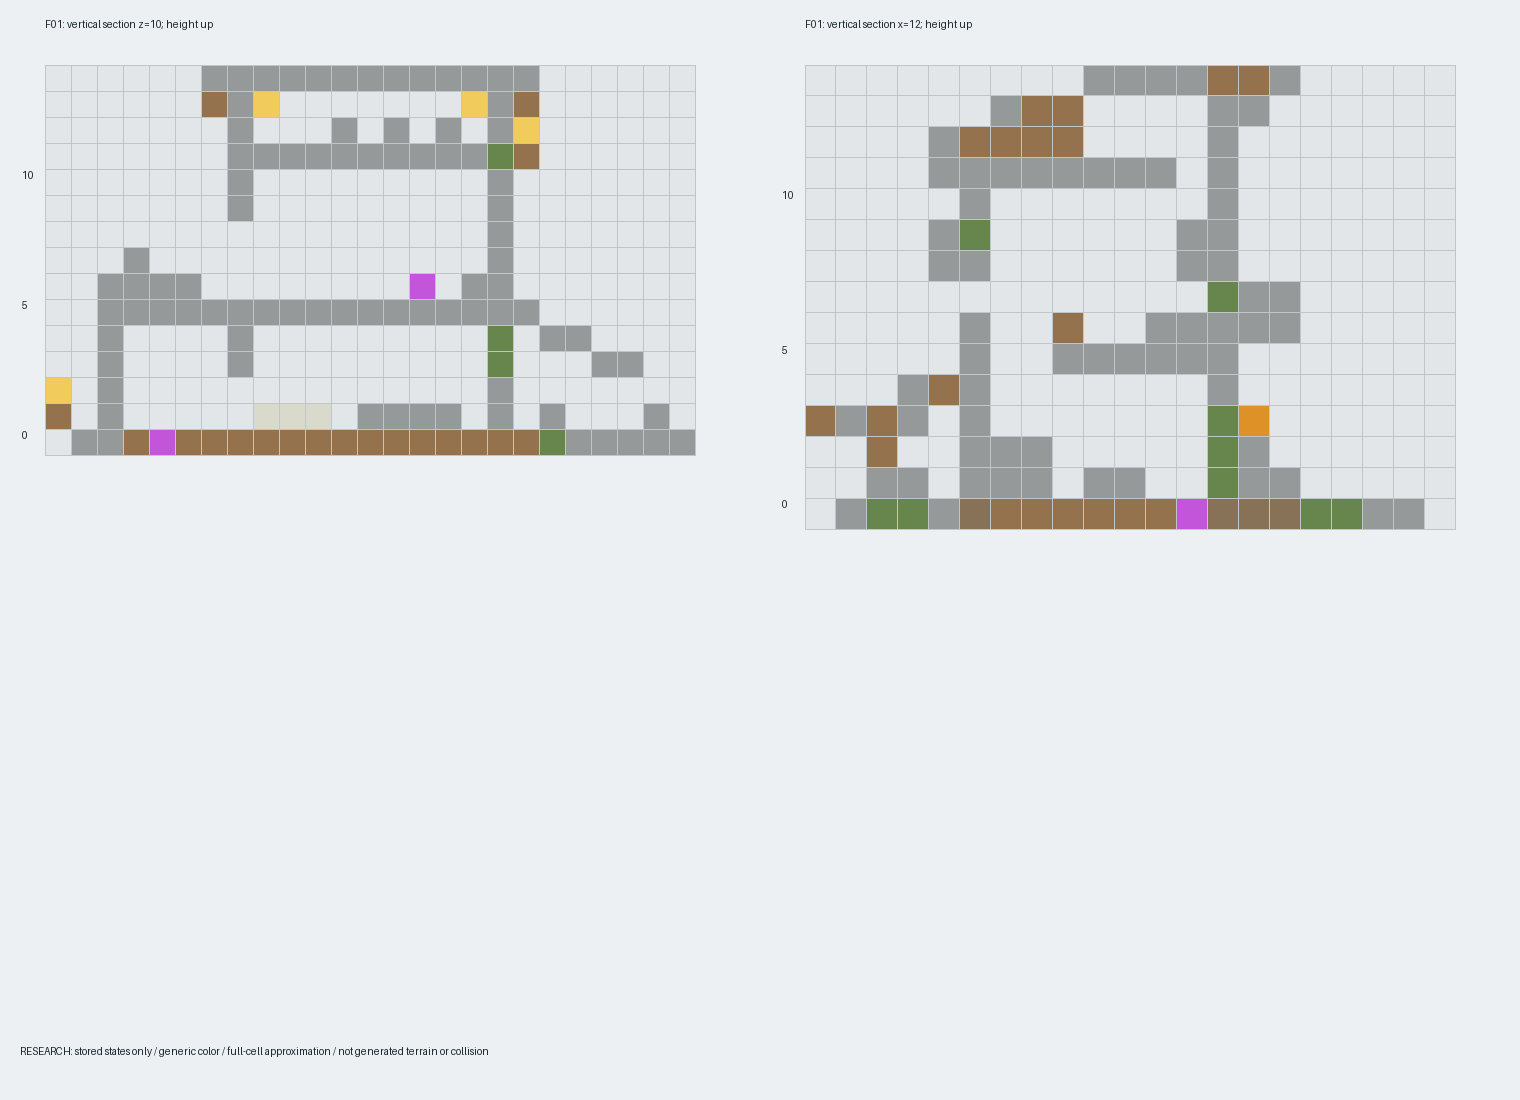 F01: vertical section z=10; height up
F01: vertical section x=12; height up
10
5
0
10
5
0
RESEARCH: stored states only / generic color / full-cell approximation / not generated terrain or collision